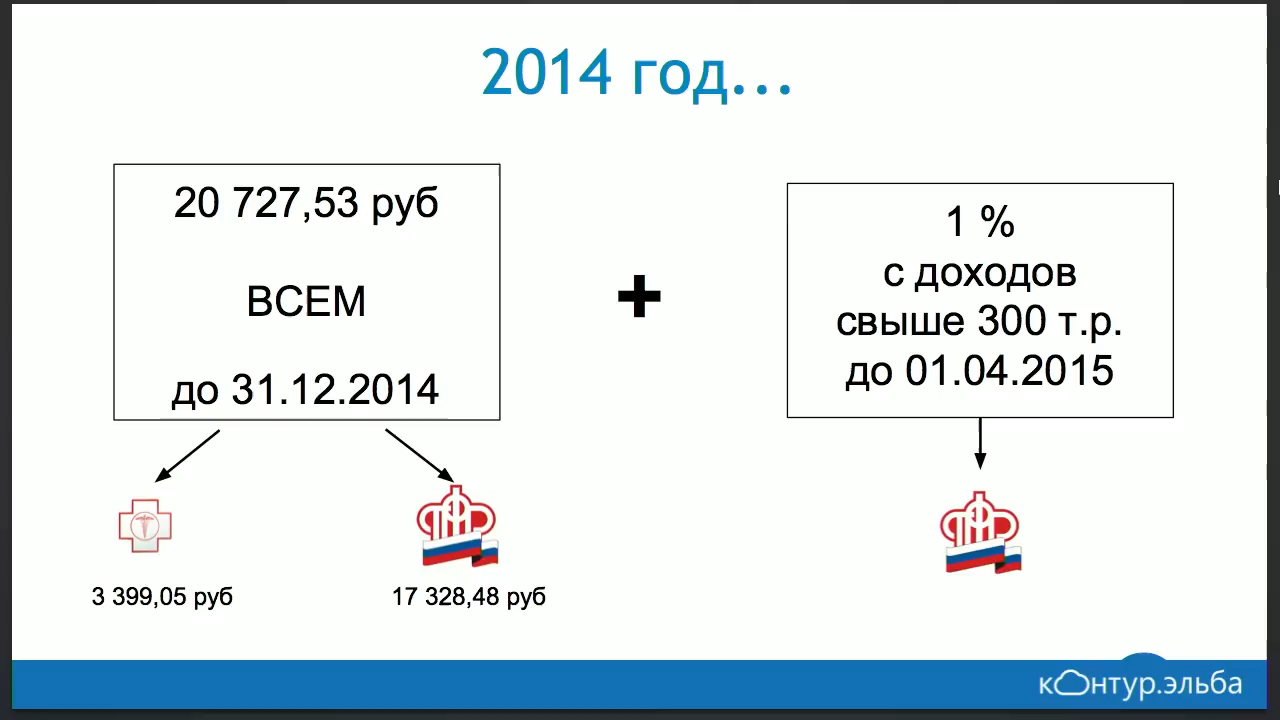 2014 год...
20 727,53 руб
ВСЕМ
до 31.12.2014
+
1 %
с доходов
свыше 300 т.р.
до 01.04.2015
3 399,05 руб
17 328,48 руб
контур.эльба